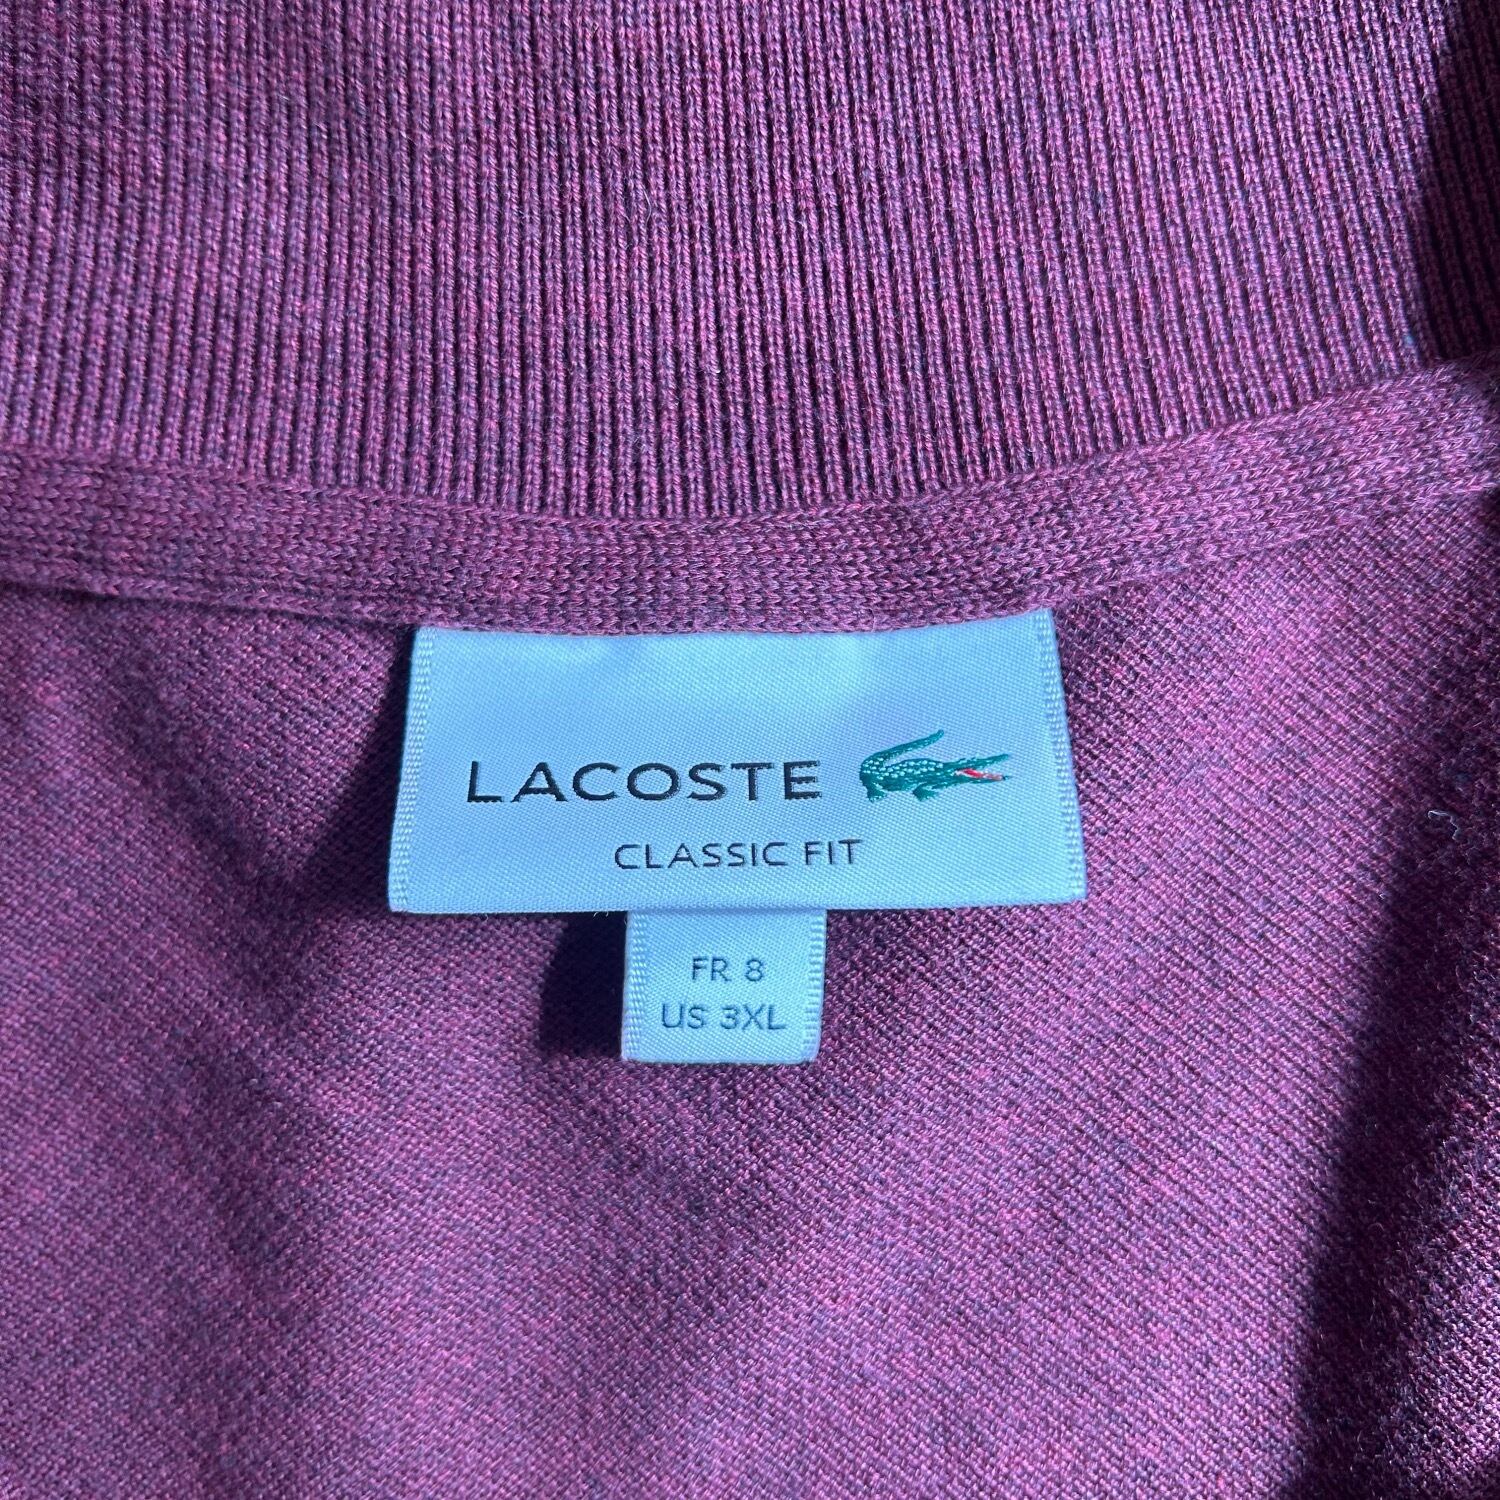 LACOSTE
CLASSIC FIT
FR 8
US 3XL